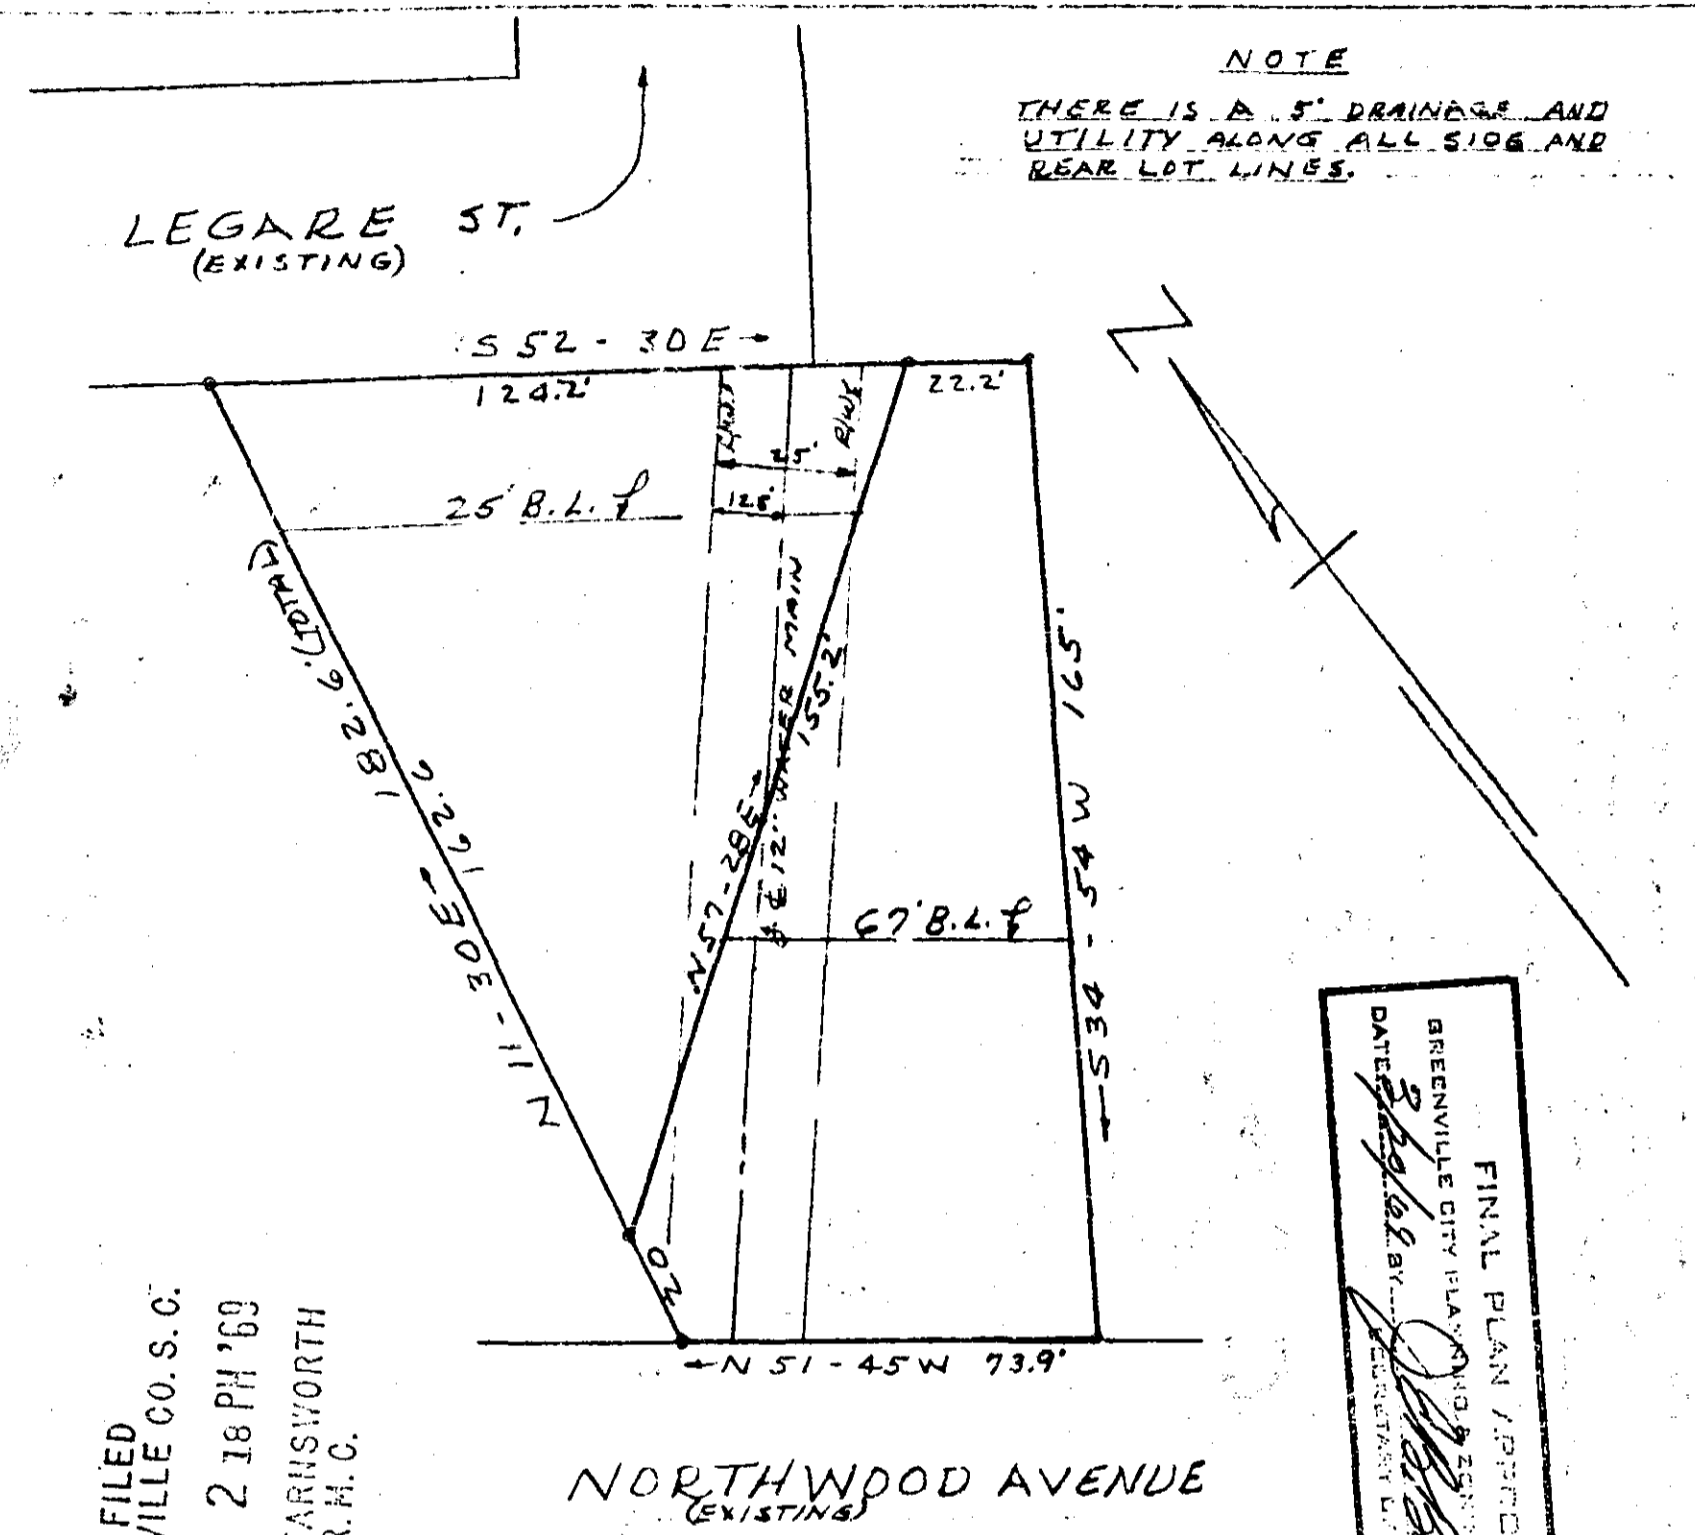 NOTE
THERE IS A 5' DRAINAGE AND
UTILITY ALONG ALL SIDE AND
REAR LOT LINES.
LEGARE ST.
(EXISTING)
S 52 - 30 E
124.2'
22.2'
R/W
R/W
25'
12.5'
25' B.L.
182.6' (TOTAL)
162.6
N 11 - 30 E
155.2'
N 57 - 28 E
℄ 12" WATER MAIN
67' B.L.
S 34 - 54 W 165'
20
N 51 - 45 W 73.9'
NORTHWOOD AVENUE
(EXISTING)
FILED
VILLE CO. S. C.
2 18 PM '69
FARNSWORTH
R. M. C.
FINAL PLAN
GREENVILLE CITY PLANNING &
DATE BY